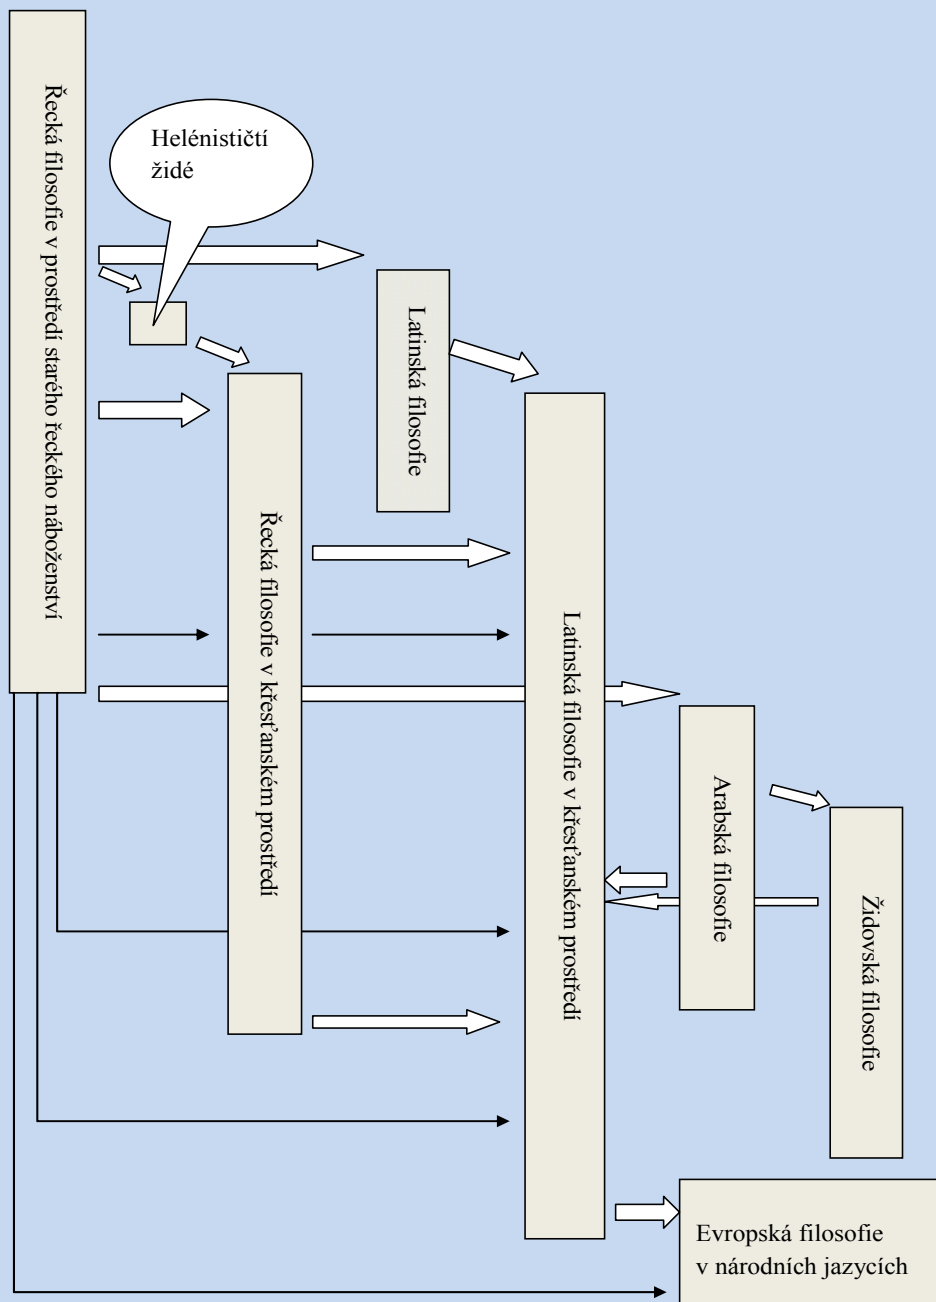 Řecká filosofie v prostředí starého řeckého náboženství
Helénističtí
židé
Latinská filosofie
Řecká filosofie v křesťanském prostředí
Latinská filosofie v křesťanském prostředí
Arabská filosofie
Židovská filosofie
Evropská filosofie
v národních jazycích